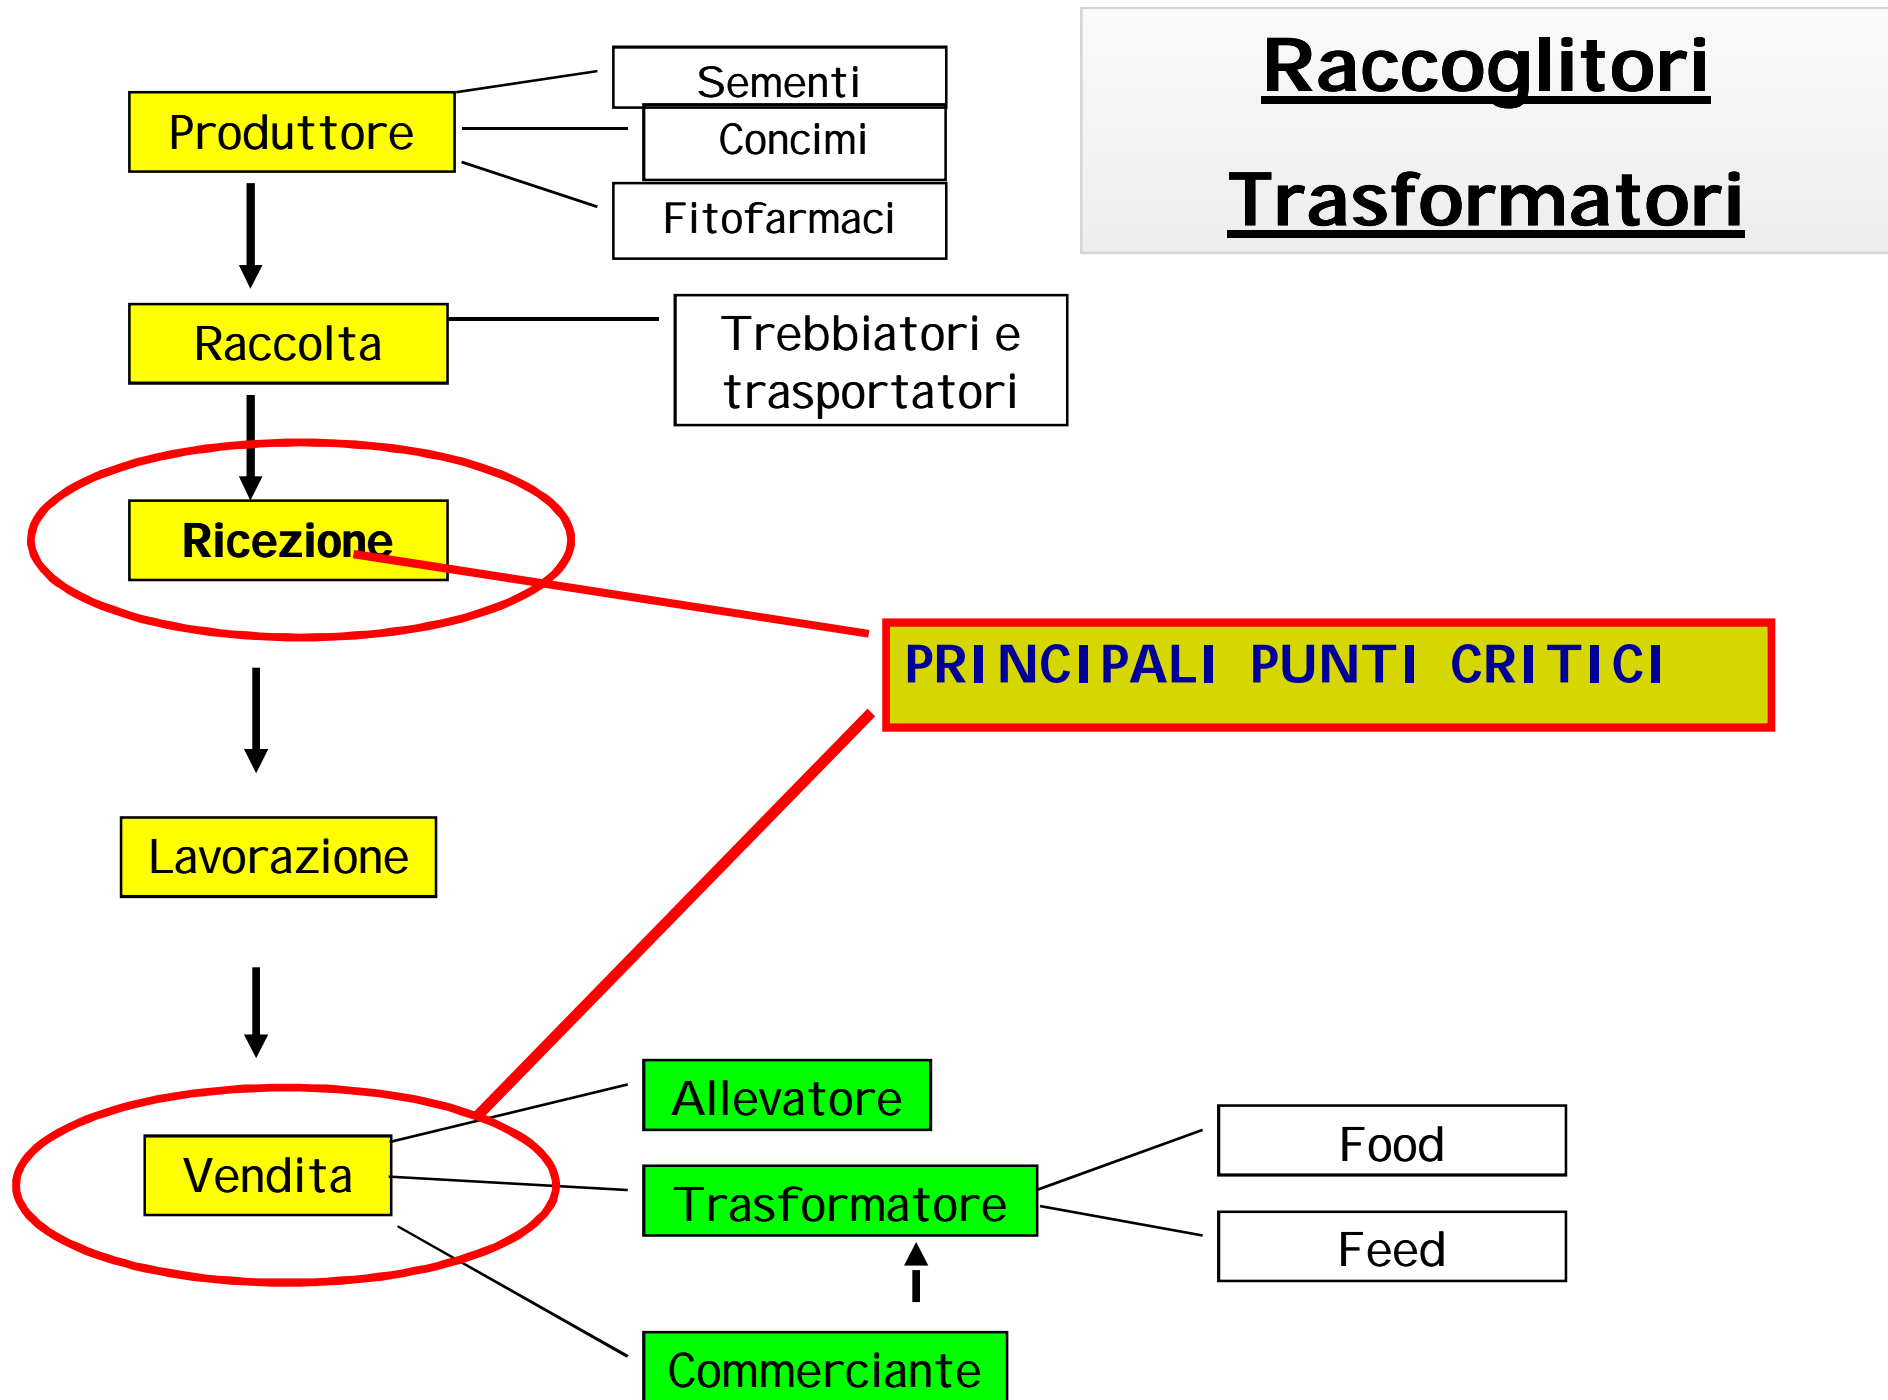 Raccoglitori
Trasformatori
Sementi
Produttore
Concimi
Fitofarmaci
Raccolta
Trebbiatori e
trasportatori
Ricezione
PRINCIPALI PUNTI CRITICI
Lavorazione
Allevatore
Vendita
Trasformatore
Food
Feed
Commerciante